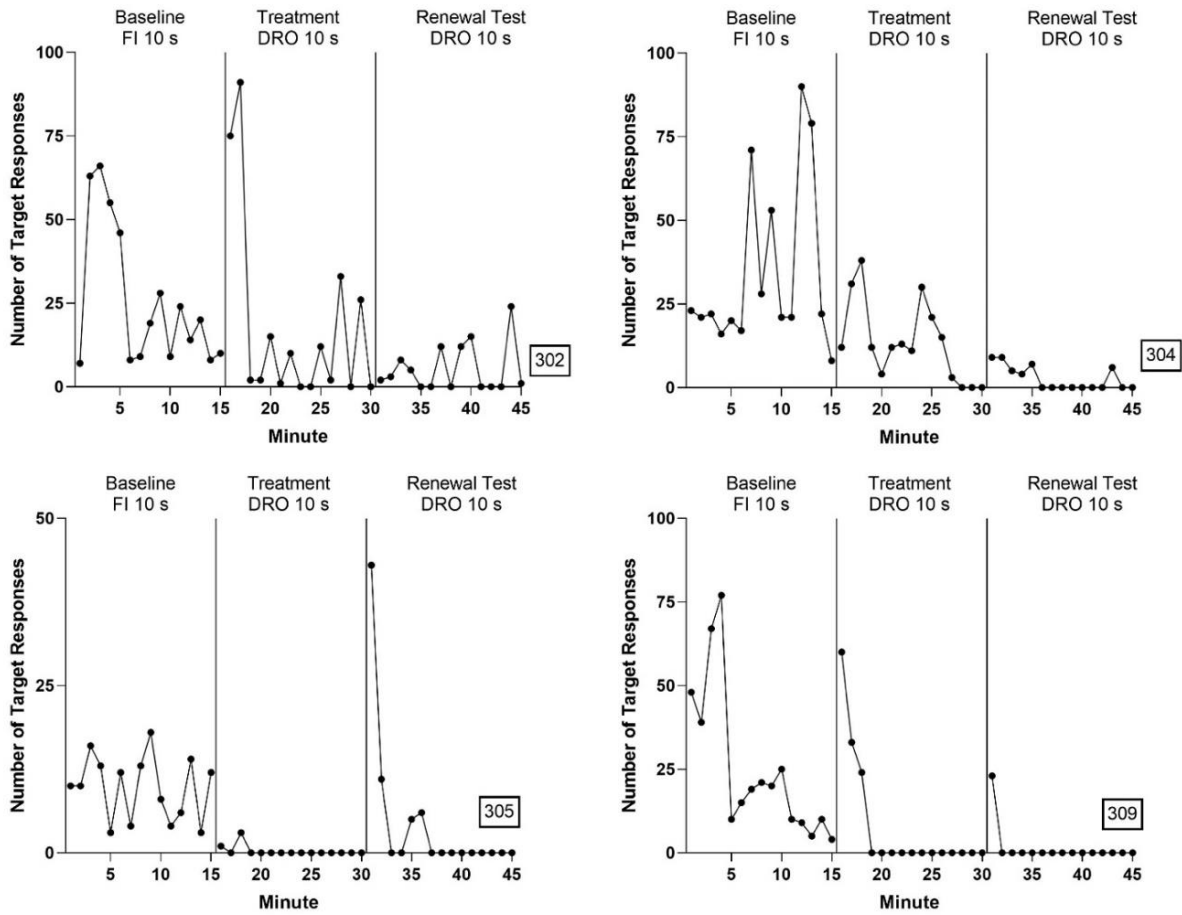 Baseline
FI 10 s
Treatment
DRO 10 s
Renewal Test
DRO 10 s
100
75
50
25
0
Number of Target Responses
5 10 15 20 25 30 35 40 45
Minute
302
Baseline
FI 10 s
Treatment
DRO 10 s
Renewal Test
DRO 10 s
100
75
50
25
0
Number of Target Responses
5 10 15 20 25 30 35 40 45
Minute
304
Baseline
FI 10 s
Treatment
DRO 10 s
Renewal Test
DRO 10 s
50
25
0
Number of Target Responses
5 10 15 20 25 30 35 40 45
Minute
305
Baseline
FI 10 s
Treatment
DRO 10 s
Renewal Test
DRO 10 s
100
75
50
25
0
Number of Target Responses
5 10 15 20 25 30 35 40 45
Minute
309